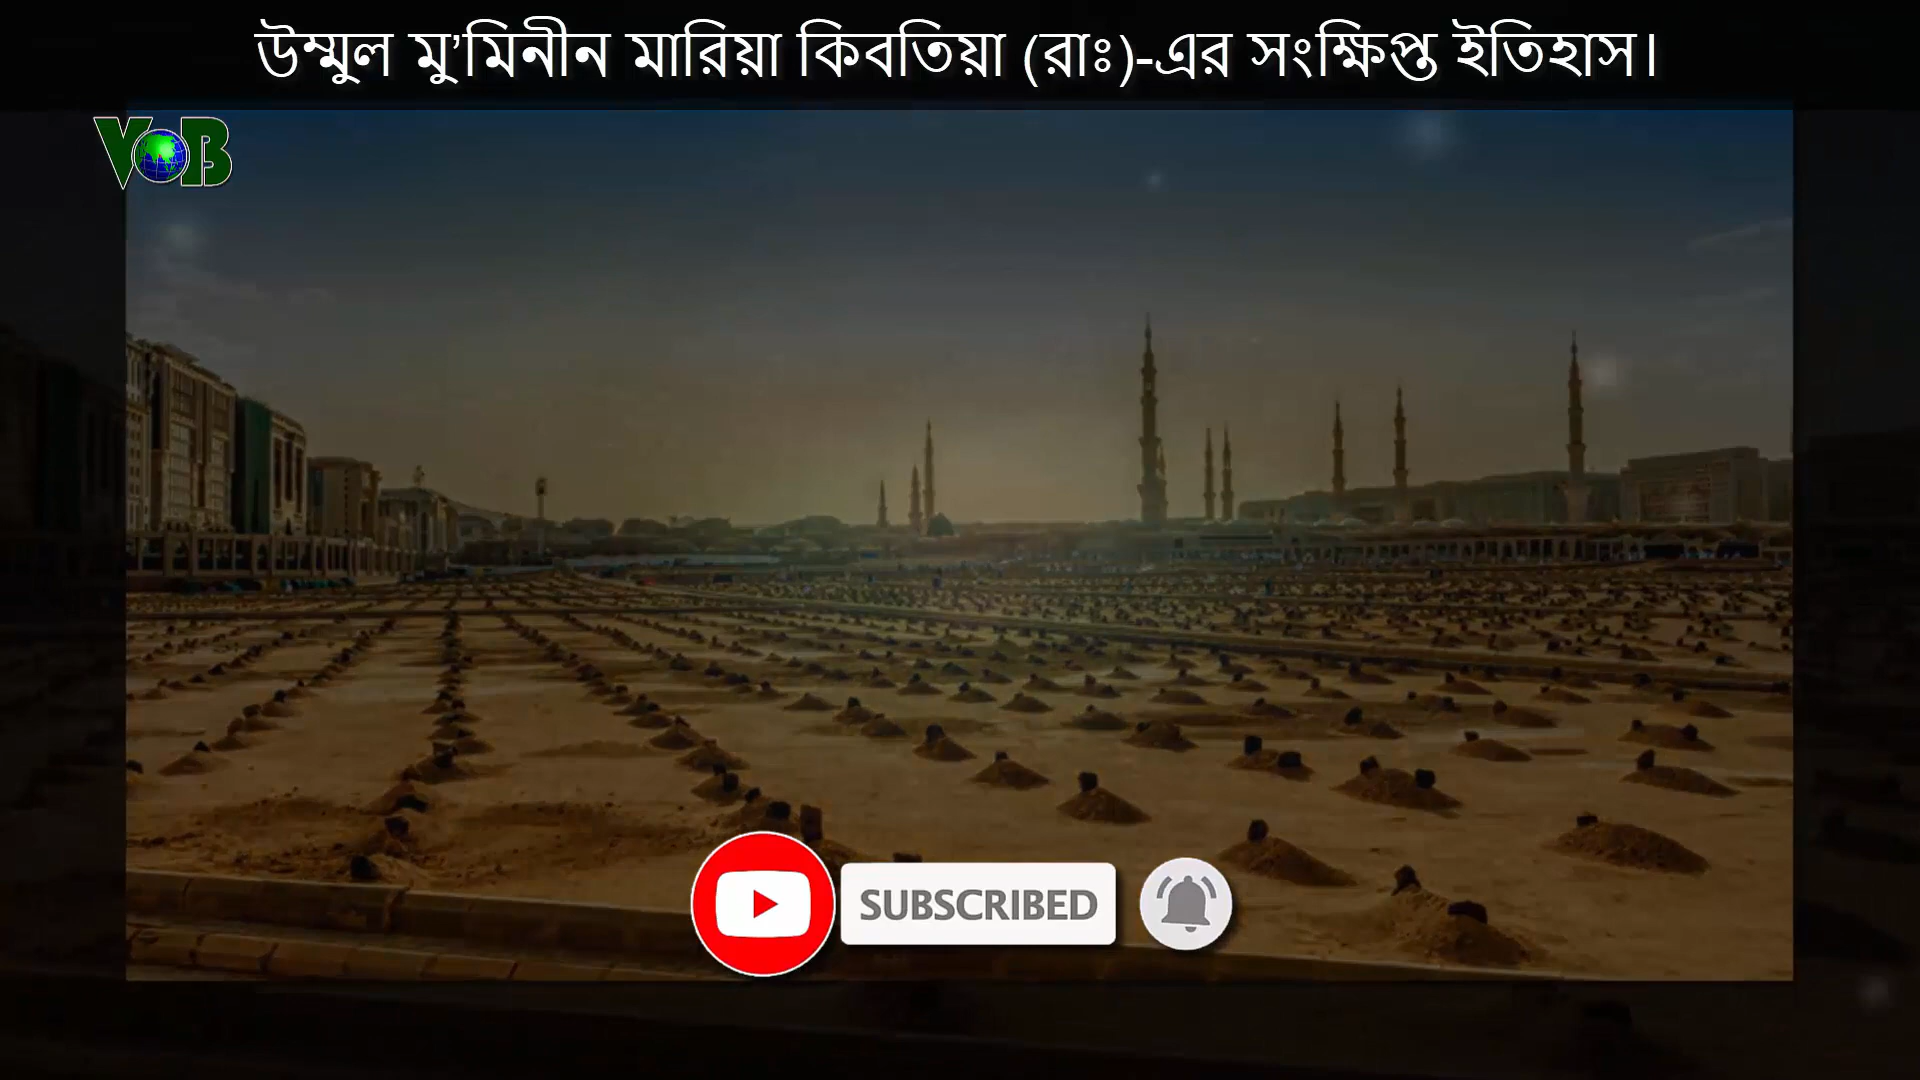 উম্মুল মু’মিনীন মারিয়া কিবতিয়া (রাঃ)-এর সংক্ষিপ্ত ইতিহাস।
VOB
SUBSCRIBED